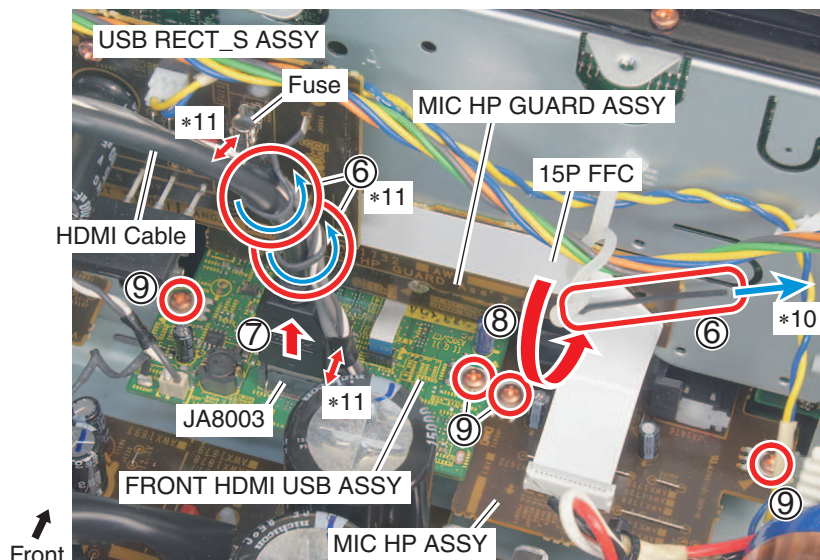 USB RECT_S ASSY
Fuse
*11
MIC HP GUARD ASSY
15P FFC
⑥
*11
HDMI Cable
⑨
⑧
⑥
*10
⑦
*11
JA8003
⑨
FRONT HDMI USB ASSY
⑨
MIC HP ASSY
Front
nichicon